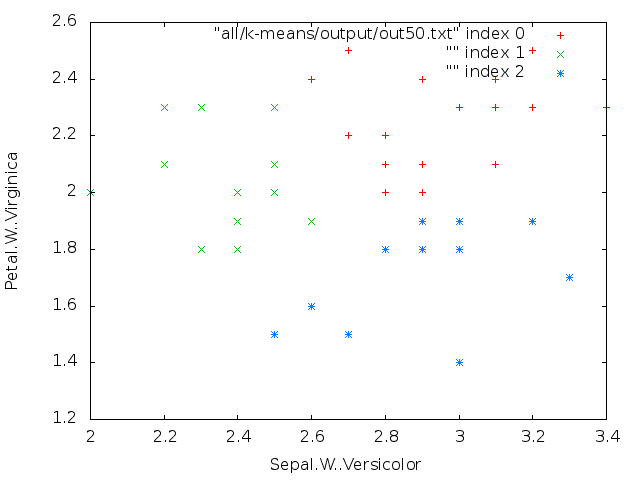 "all/k-means/output/out50.txt" index 0
"" index 1
"" index 2
2.6
2.4
2.2
2
1.8
1.6
1.4
1.2
Petal.W..Virginica
2 2.2 2.4 2.6 2.8 3 3.2 3.4
Sepal.W..Versicolor